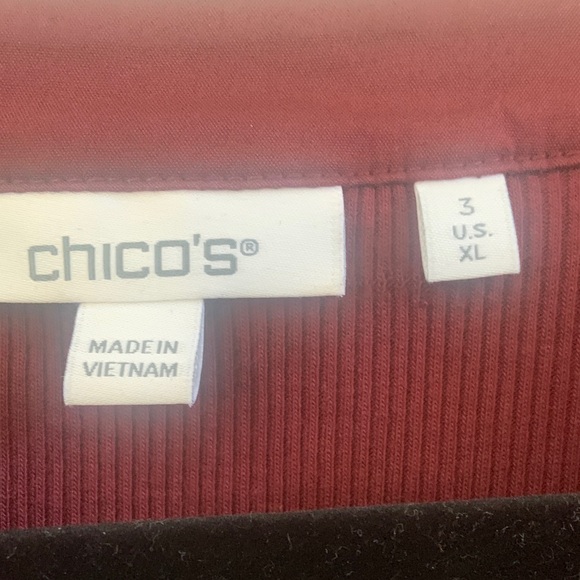 chico's®
MADE IN
VIETNAM
3
U.S.
XL